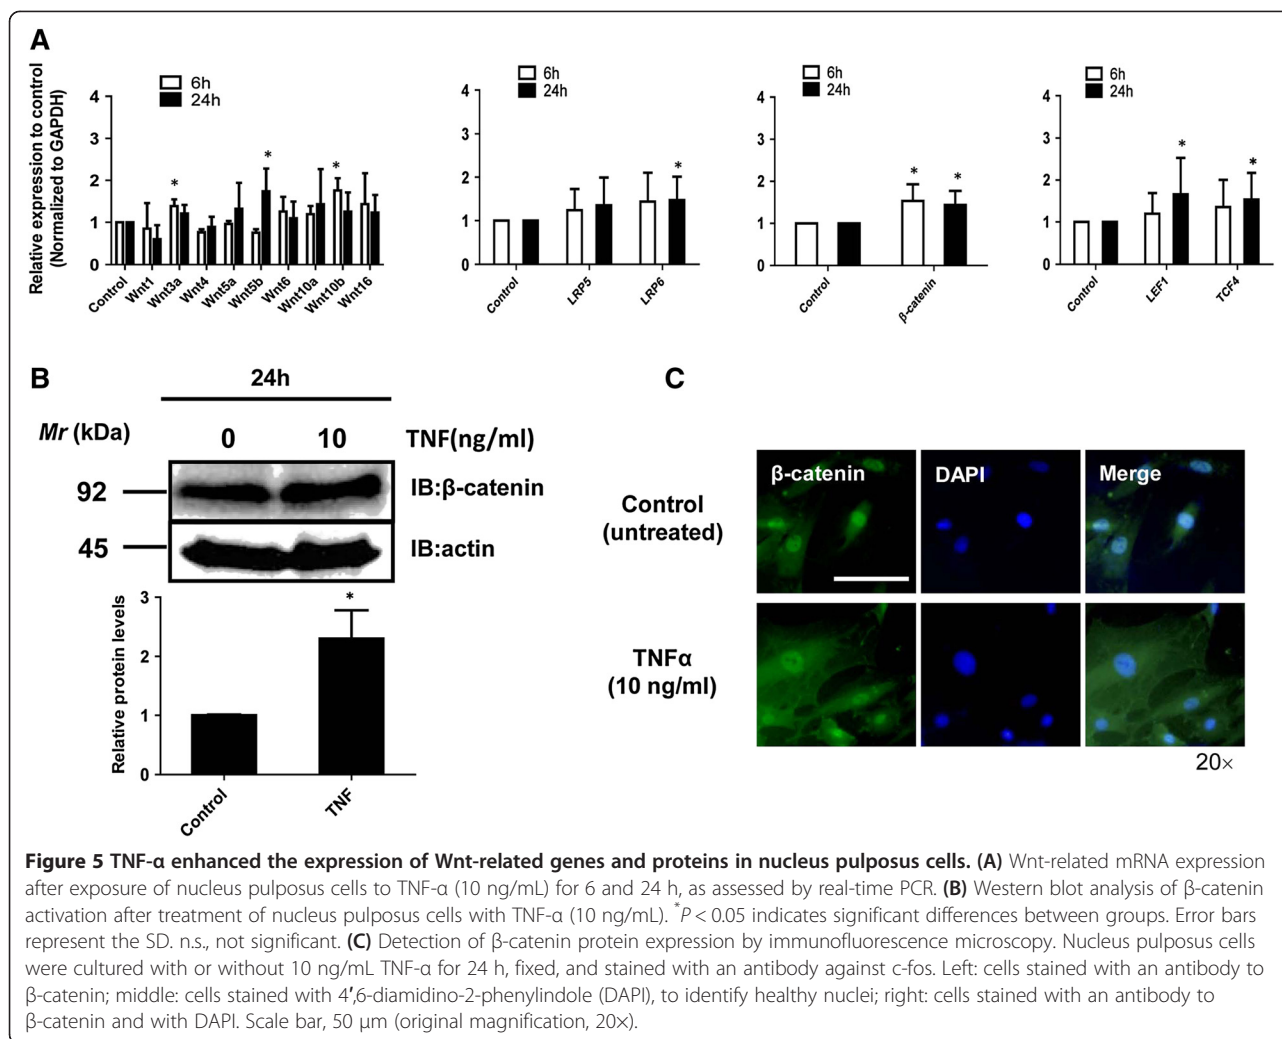 A
Relative expression to control
(Normalized to GAPDH)
6h
24h
4
3
2
1
0
*
*
*
Control
Wnt1
Wnt3a
Wnt4
Wnt5a
Wnt5b
Wnt6
Wnt10a
Wnt10b
Wnt16
6h
24h
4
3
2
1
0
*
Control
LRP5
LRP6
6h
24h
4
3
2
1
0
*
*
Control
β-catenin
6h
24h
4
3
2
1
0
*
*
Control
LEF1
TCF4
B
24h
Mr (kDa)
0
10
TNF(ng/ml)
92
IB:β-catenin
45
IB:actin
Relative protein levels
3
2
1
0
*
Control
TNF
C
β-catenin
DAPI
Merge
Control
(untreated)
TNFα
(10 ng/ml)
20×
Figure 5 TNF-α enhanced the expression of Wnt-related genes and proteins in nucleus pulposus cells. (A) Wnt-related mRNA expression
after exposure of nucleus pulposus cells to TNF-α (10 ng/mL) for 6 and 24 h, as assessed by real-time PCR. (B) Western blot analysis of β-catenin
activation after treatment of nucleus pulposus cells with TNF-α (10 ng/mL). *P < 0.05 indicates significant differences between groups. Error bars
represent the SD. n.s., not significant. (C) Detection of β-catenin protein expression by immunofluorescence microscopy. Nucleus pulposus cells
were cultured with or without 10 ng/mL TNF-α for 24 h, fixed, and stained with an antibody against c-fos. Left: cells stained with an antibody to
β-catenin; middle: cells stained with 4′,6-diamidino-2-phenylindole (DAPI), to identify healthy nuclei; right: cells stained with an antibody to
β-catenin and with DAPI. Scale bar, 50 μm (original magnification, 20×).